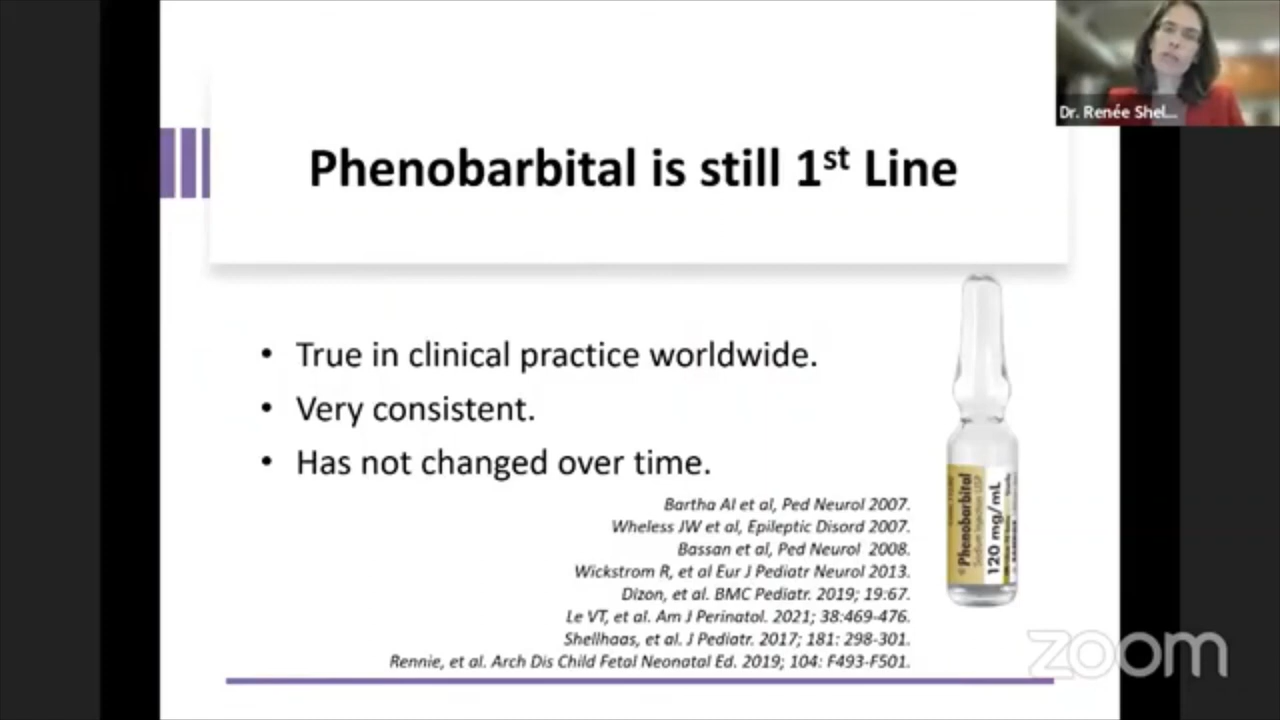 Dr. Renée Shel...
Phenobarbital is still 1st Line
• True in clinical practice worldwide.
• Very consistent.
• Has not changed over time.
Bartha AI et al, Ped Neurol 2007.
Wheless JW et al, Epileptic Disord 2007.
Bassan et al, Ped Neurol 2008.
Wickstrom R, et al Eur J Pediatr Neurol 2013.
Dizon, et al. BMC Pediatr. 2019; 19:67.
Le VT, et al. Am J Perinatol. 2021; 38:469-476.
Shellhaas, et al. J Pediatr. 2017; 181: 298-301.
Rennie, et al. Arch Dis Child Fetal Neonatal Ed. 2019; 104: F493-F501.
Phenobarbital
Sodium Injection USP
120 mg/mL
zoom